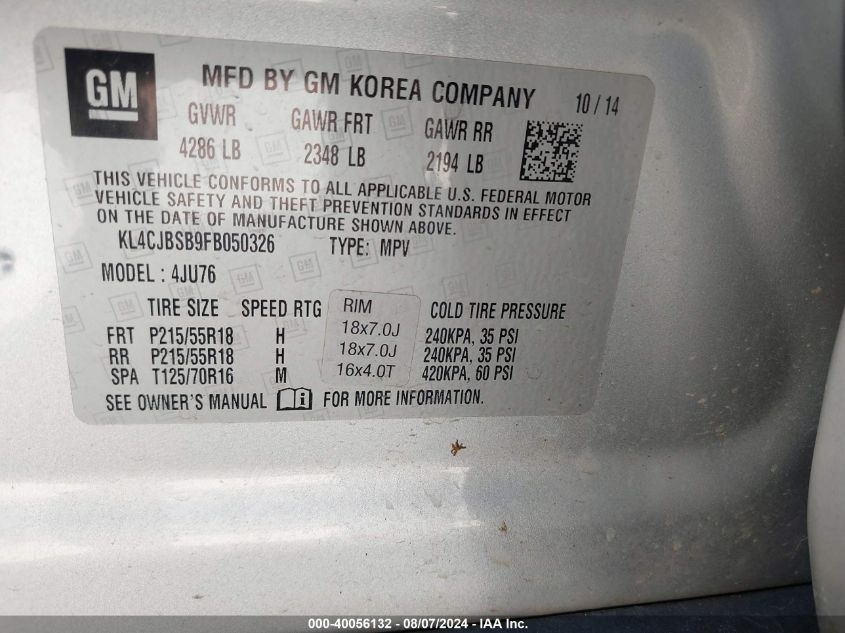 GM
MFD BY GM KOREA COMPANY 10 / 14
GVWR GAWR FRT GAWR RR
4286 LB 2348 LB 2194 LB
THIS VEHICLE CONFORMS TO ALL APPLICABLE U.S. FEDERAL MOTOR
VEHICLE SAFETY AND THEFT PREVENTION STANDARDS IN EFFECT
ON THE DATE OF MANUFACTURE SHOWN ABOVE.
KL4CJBSB9FB050326 TYPE: MPV
MODEL : 4JU76
TIRE SIZE SPEED RTG RIM COLD TIRE PRESSURE
FRT P215/55R18 H 18x7.0J 240KPA, 35 PSI
RR P215/55R18 H 18x7.0J 240KPA, 35 PSI
SPA T125/70R16 M 16x4.0T 420KPA, 60 PSI
SEE OWNER'S MANUAL i FOR MORE INFORMATION.
000-40056132 - 08/07/2024 - IAA Inc.